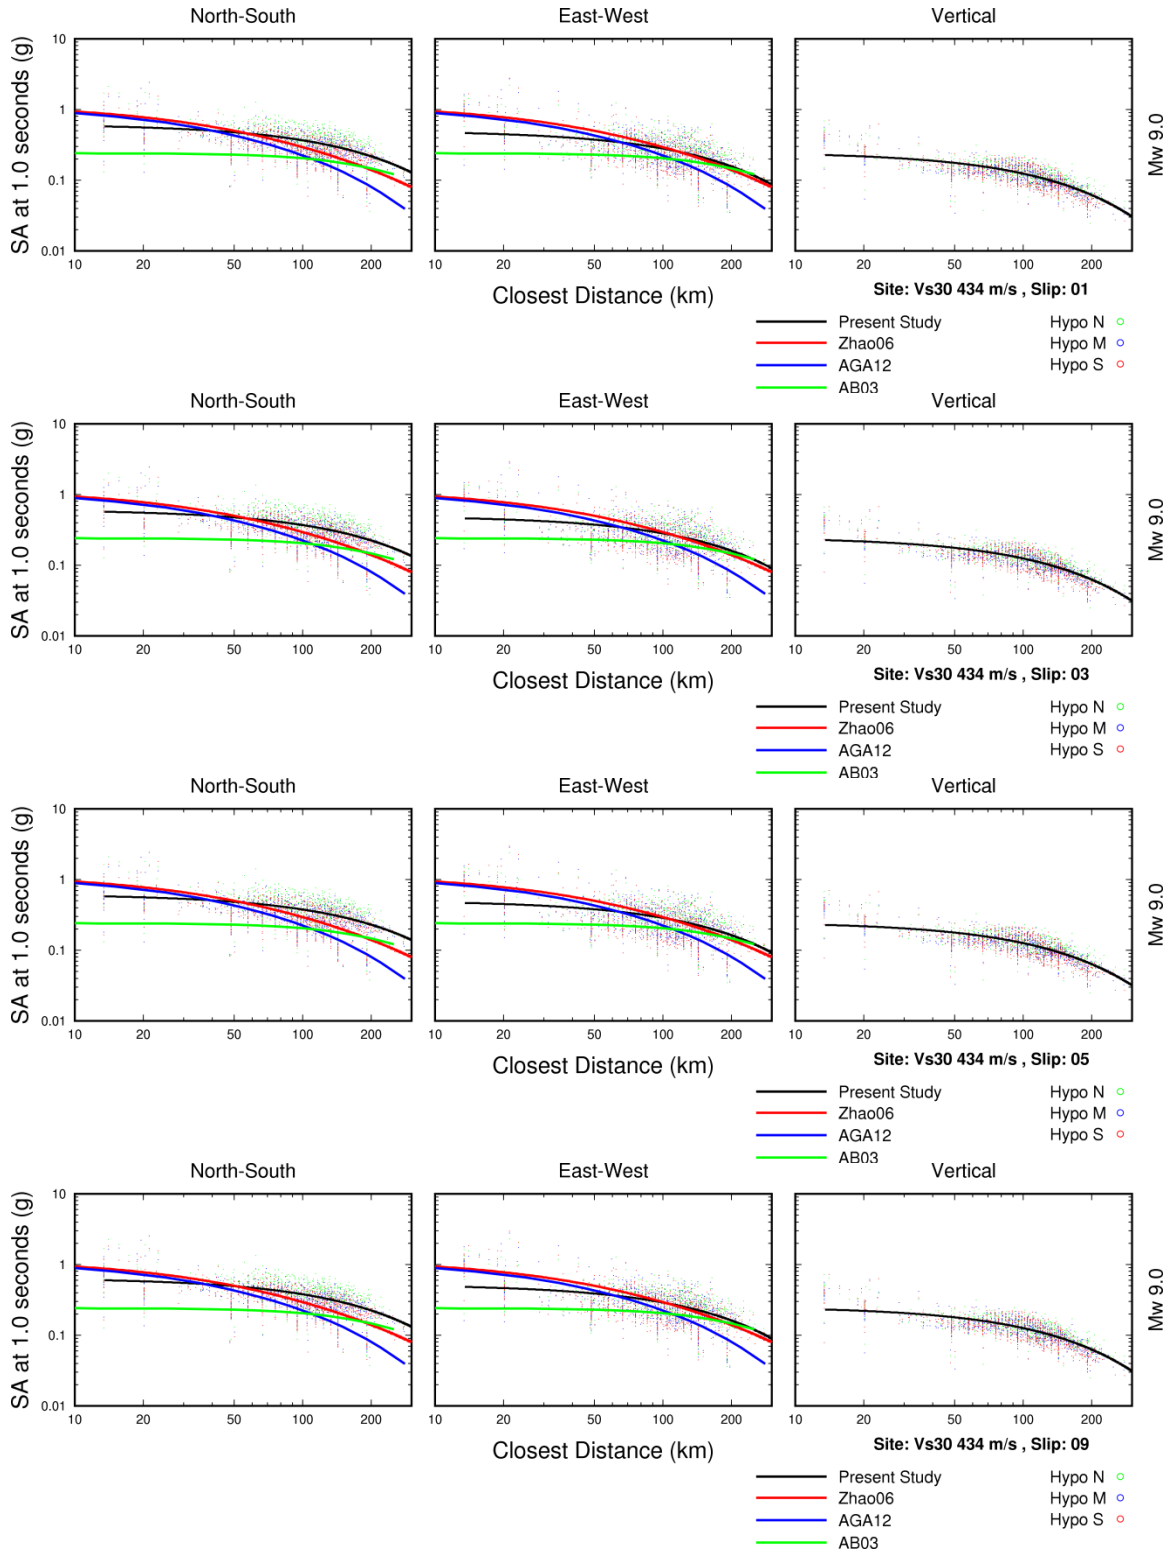 North-South East-West Vertical
SA at 1.0 seconds (g)
10
1
0.1
0.01
10 20 50 100 200 10 20 50 100 200 10 20 50 100 200
Mw 9.0
Closest Distance (km)
Site: Vs30 434 m/s , Slip: 01
Present Study Hypo N
Zhao06 Hypo M
AGA12 Hypo S
AB03
North-South East-West Vertical
SA at 1.0 seconds (g)
10
1
0.1
0.01
10 20 50 100 200 10 20 50 100 200 10 20 50 100 200
Mw 9.0
Closest Distance (km)
Site: Vs30 434 m/s , Slip: 03
Present Study Hypo N
Zhao06 Hypo M
AGA12 Hypo S
AB03
North-South East-West Vertical
SA at 1.0 seconds (g)
10
1
0.1
0.01
10 20 50 100 200 10 20 50 100 200 10 20 50 100 200
Mw 9.0
Closest Distance (km)
Site: Vs30 434 m/s , Slip: 05
Present Study Hypo N
Zhao06 Hypo M
AGA12 Hypo S
AB03
North-South East-West Vertical
SA at 1.0 seconds (g)
10
1
0.1
0.01
10 20 50 100 200 10 20 50 100 200 10 20 50 100 200
Mw 9.0
Closest Distance (km)
Site: Vs30 434 m/s , Slip: 09
Present Study Hypo N
Zhao06 Hypo M
AGA12 Hypo S
AB03